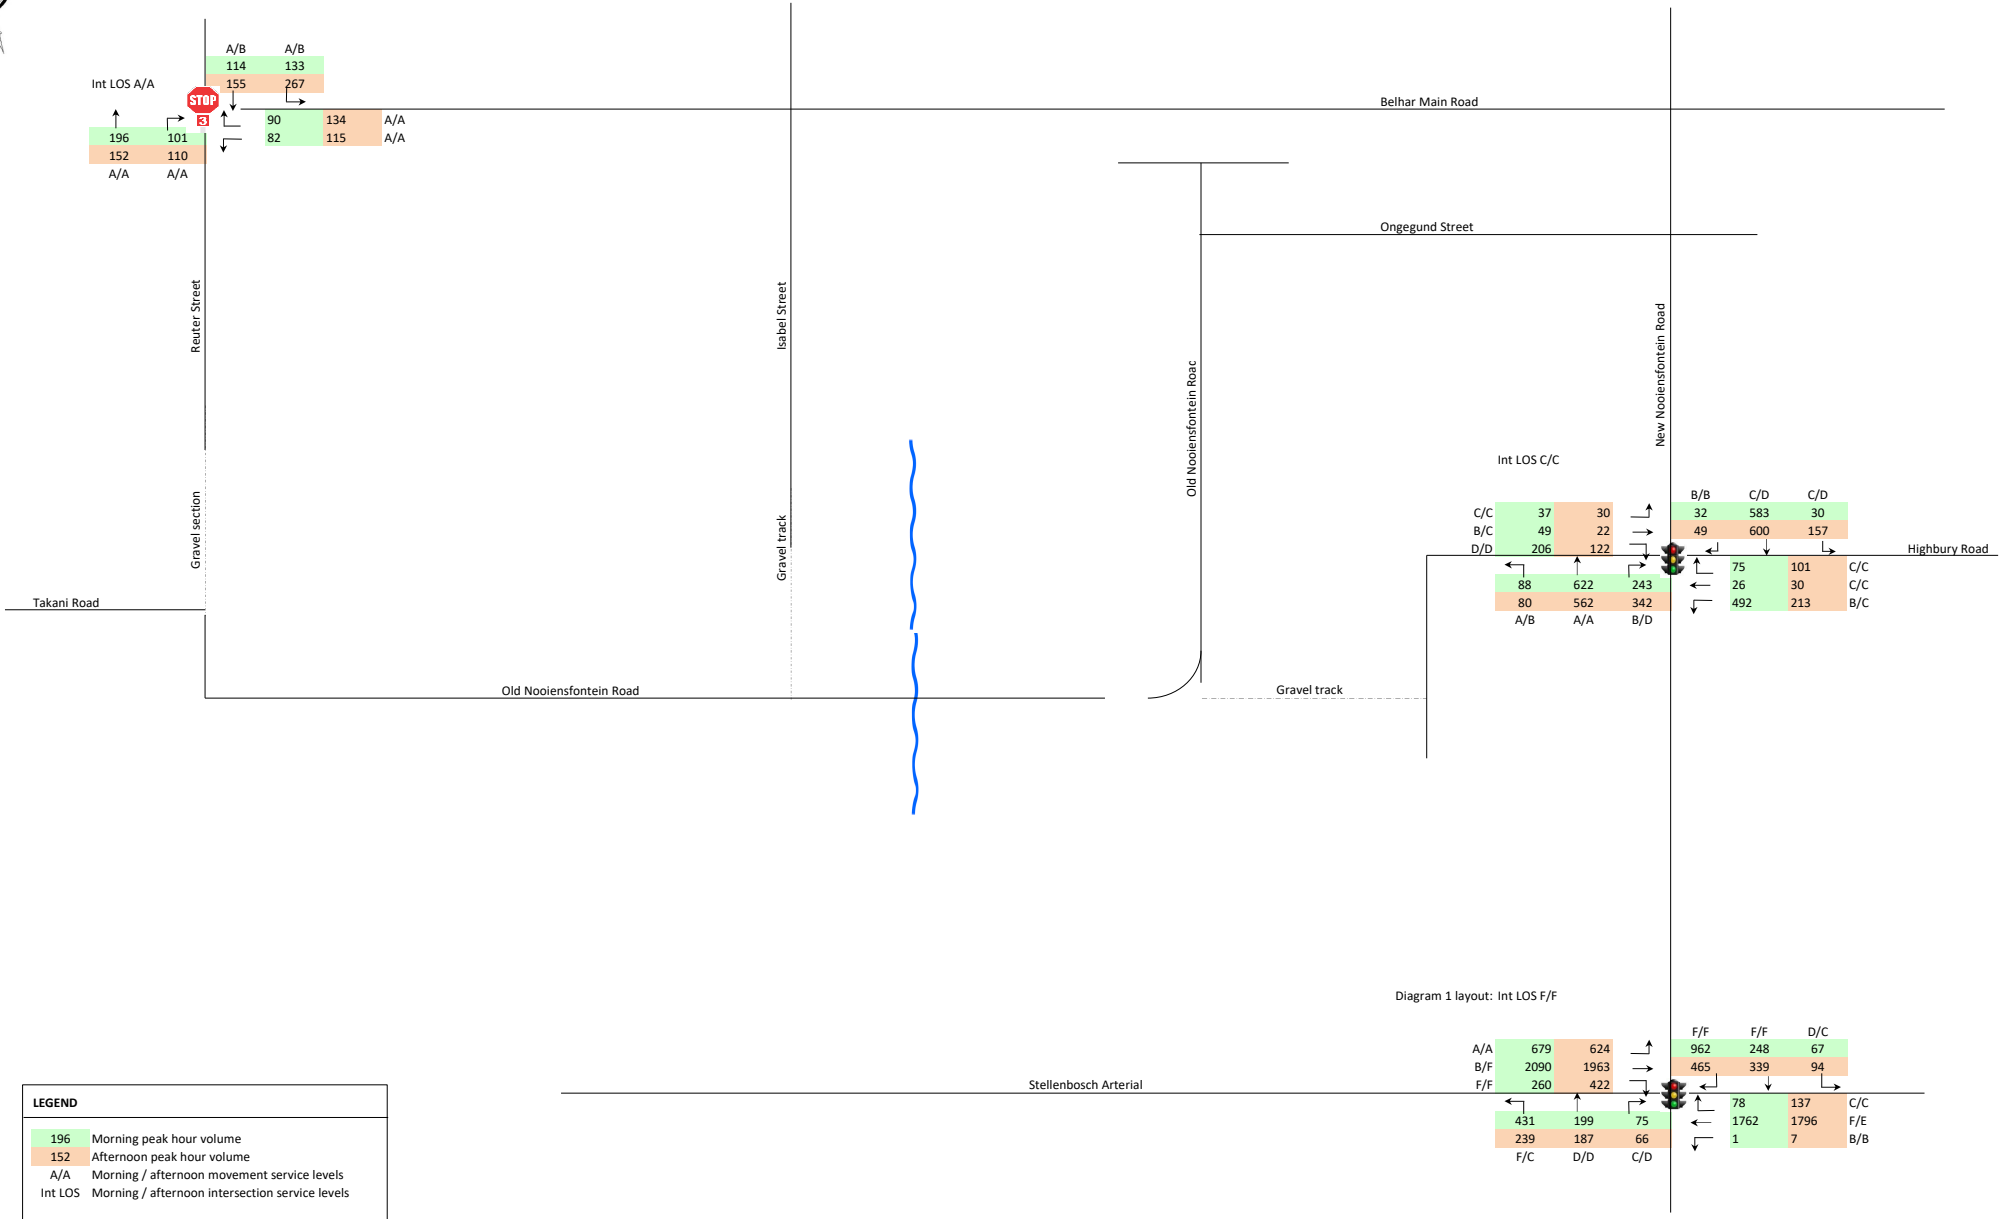 A/B A/B
114 133
155 267
Int LOS A/A
STOP
3
90 134 A/A
82 115 A/A
196 101
152 110
A/A A/A
Belhar Main Road
Ongegund Street
Reuter Street
Isabel Street
Old Nooiensfontein Road
New Nooiensfontein Road
Gravel section
Gravel track
Takani Road
Old Nooiensfontein Road
Gravel track
Int LOS C/C
B/B C/D C/D
32 583 30
49 600 157
C/C 37 30
B/C 49 22
D/D 206 122
Highbury Road
75 101 C/C
26 30 C/C
492 213 B/C
88 622 243
80 562 342
A/B A/A B/D
Diagram 1 layout: Int LOS F/F
F/F F/F D/C
962 248 67
465 339 94
A/A 679 624
B/F 2090 1963
F/F 260 422
Stellenbosch Arterial
78 137 C/C
1762 1796 F/E
1 7 B/B
431 199 75
239 187 66
F/C D/D C/D
LEGEND
196 Morning peak hour volume
152 Afternoon peak hour volume
A/A Morning / afternoon movement service levels
Int LOS Morning / afternoon intersection service levels